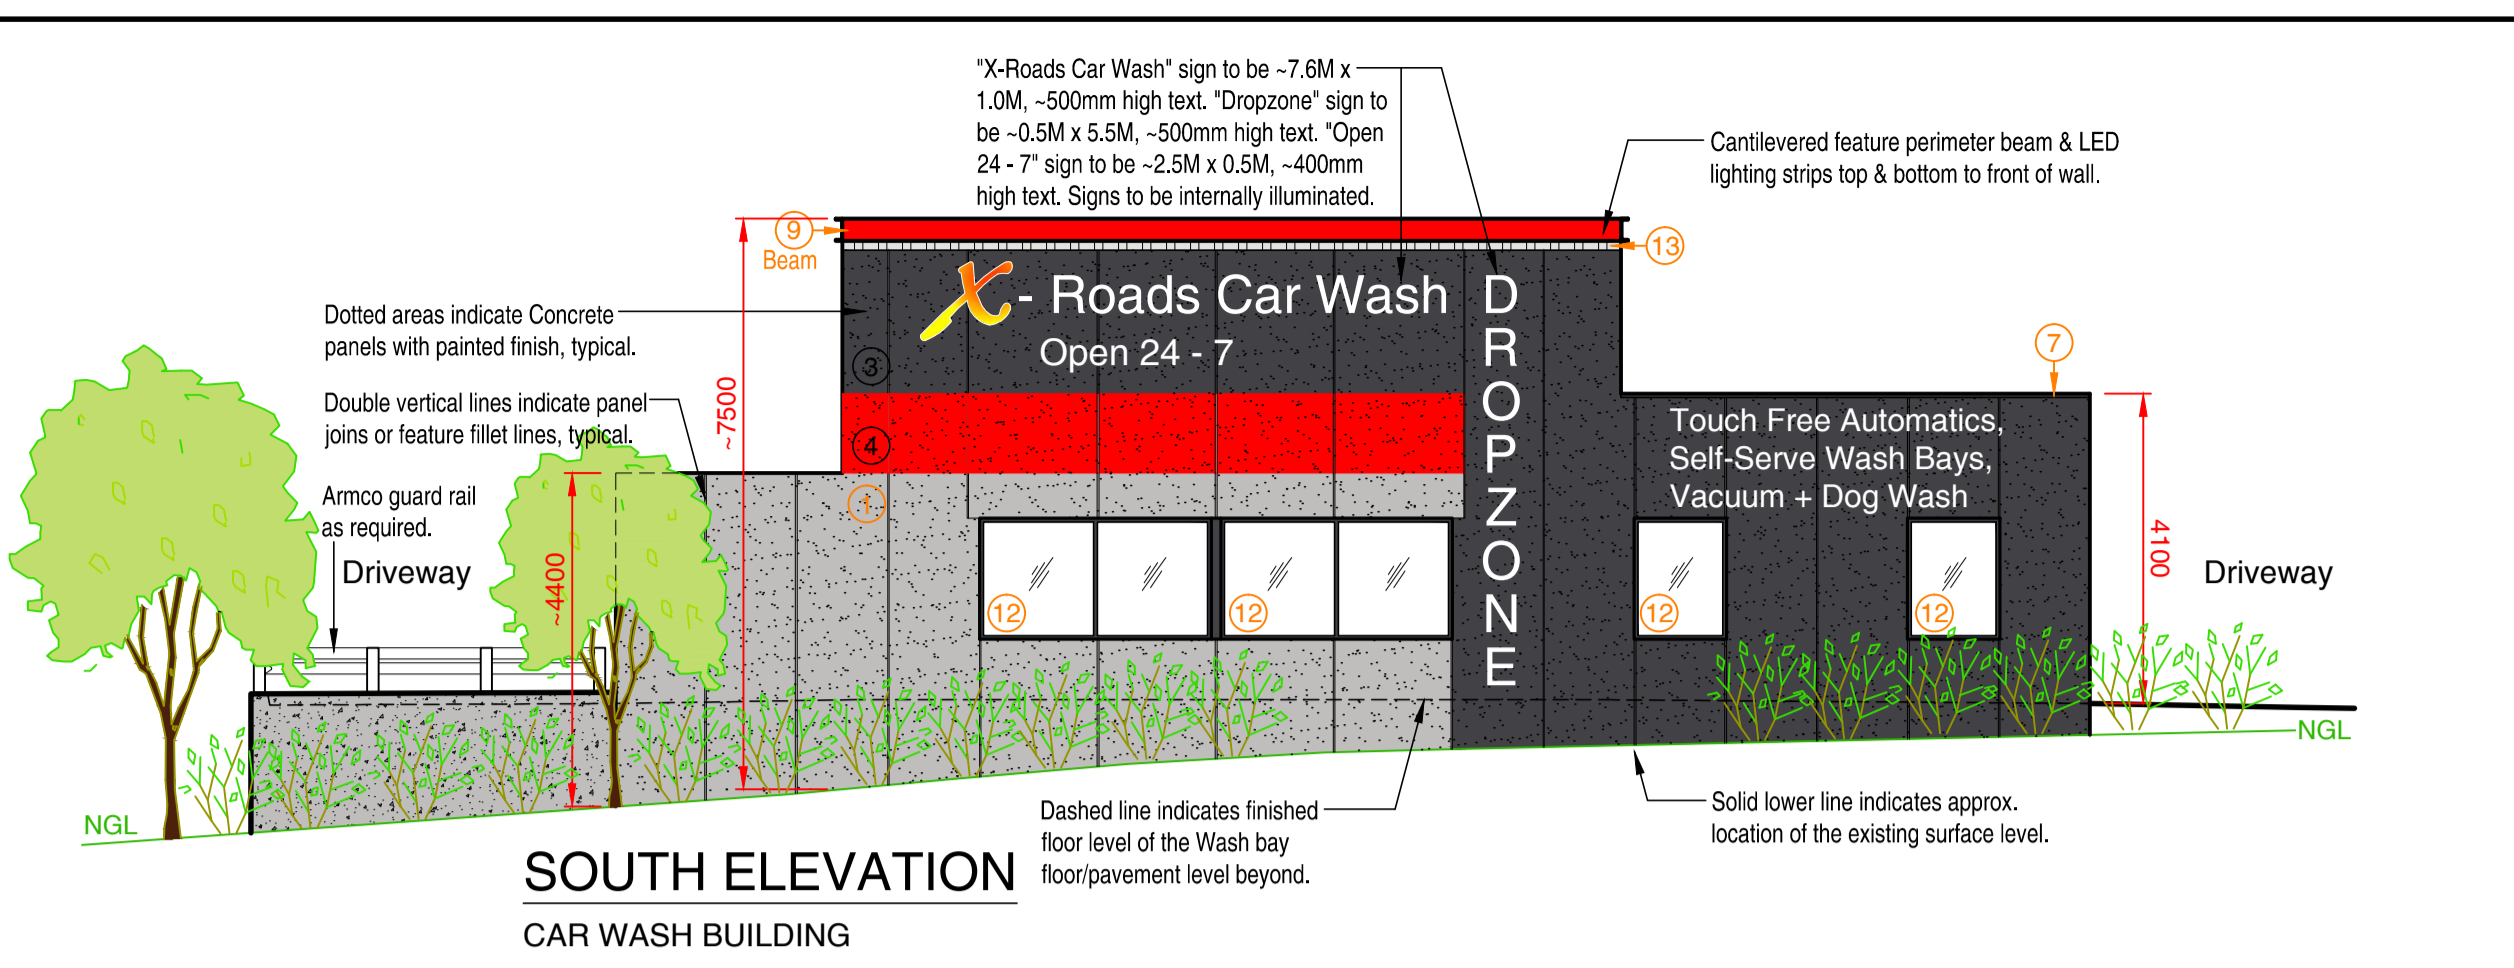 "X-Roads Car Wash" sign to be ~7.6M x
1.0M, ~500mm high text. "Dropzone" sign to
be ~0.5M x 5.5M, ~500mm high text. "Open
24 - 7" sign to be ~2.5M x 0.5M, ~400mm
high text. Signs to be internally illuminated.
Cantilevered feature perimeter beam & LED
lighting strips top & bottom to front of wall.
9
Beam
13
Dotted areas indicate Concrete
panels with painted finish, typical.
Double vertical lines indicate panel
joins or feature fillet lines, typical.
Armco guard rail
as required.
Driveway
~7500
~4400
X - Roads Car Wash
Open 24 - 7
DROPZONE
3
4
1
7
Touch Free Automatics,
Self-Serve Wash Bays,
Vacuum + Dog Wash
12
12
12
12
4100
Driveway
NGL
NGL
Dashed line indicates finished
floor level of the Wash bay
floor/pavement level beyond.
Solid lower line indicates approx.
location of the existing surface level.
SOUTH ELEVATION
CAR WASH BUILDING